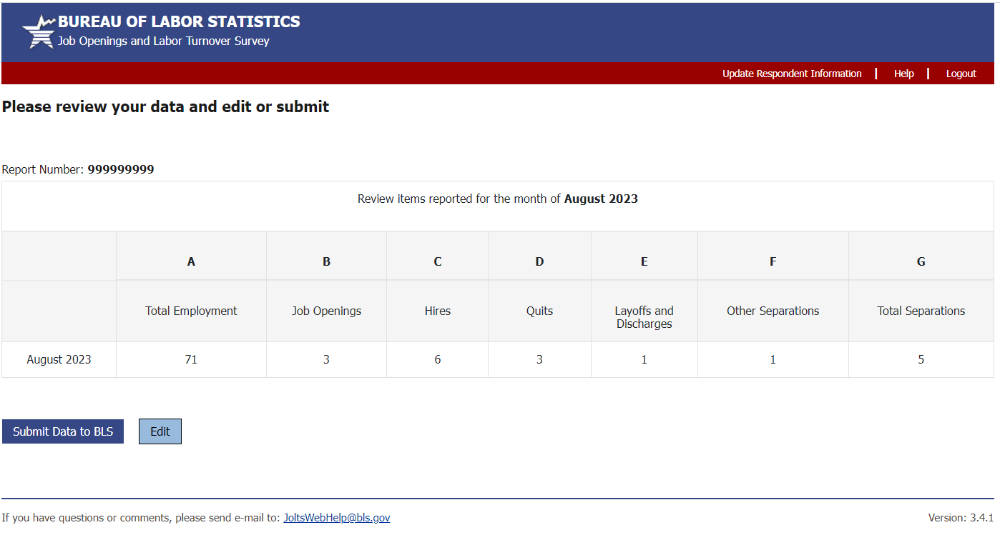 BUREAU OF LABOR STATISTICS
Job Openings and Labor Turnover Survey
Update Respondent Information | Help | Logout
Please review your data and edit or submit
Report Number: 999999999
Review items reported for the month of August 2023
A B C D E F G
Total Employment Job Openings Hires Quits Layoffs and Discharges Other Separations Total Separations
August 2023 71 3 6 3 1 1 5
Submit Data to BLS Edit
If you have questions or comments, please send e-mail to: JoltsWebHelp@bls.gov Version: 3.4.1